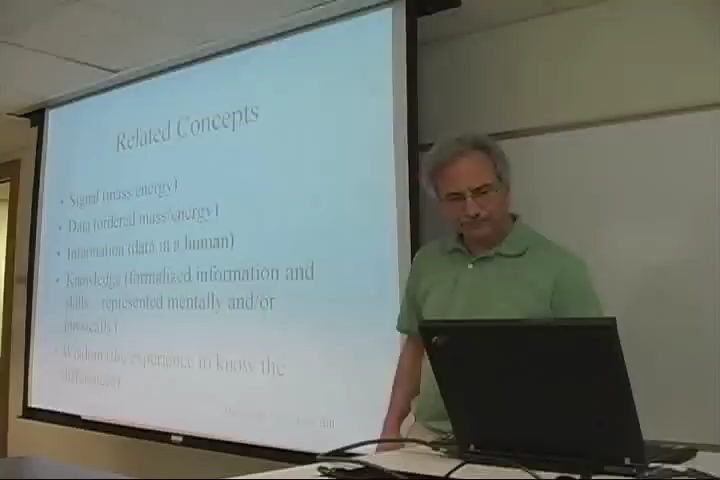 Related Concepts
• Signal (mass/energy)
• Data (ordered mass/energy)
• Information (data in a human)
• Knowledge (formalized information and
skills - represented mentally and/or
physically)
• Wisdom (the experience to know the
difference)